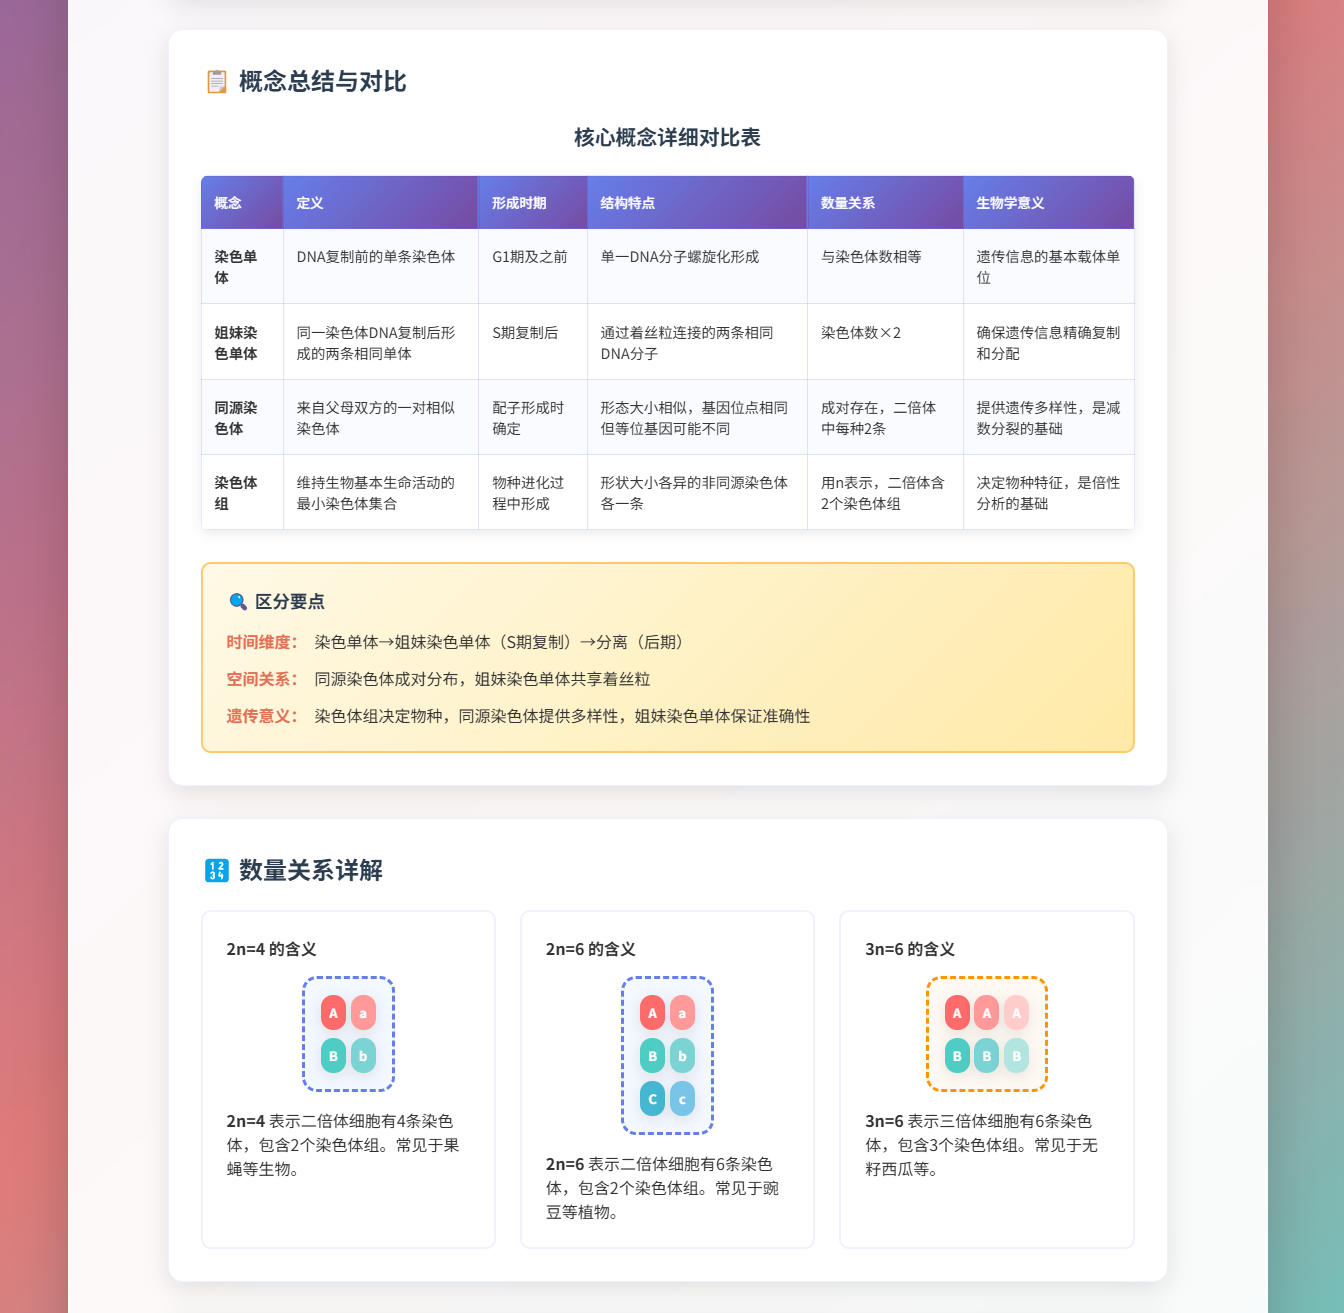 📋 概念总结与对比
核心概念详细对比表
概念 定义 形成时期 结构特点 数量关系 生物学意义
染色单 DNA复制前的单条染色体 G1期及之前 单一DNA分子螺旋化形成 与染色体数相等 遗传信息的基本载体单
体 位
姐妹染 同一染色体DNA复制后形 S期复制后 通过着丝粒连接的两条相同 染色体数×2 确保遗传信息精确复制
色单体 成的两条相同单体 DNA分子 和分配
同源染 来自父母双方的一对相似 配子形成时 形态大小相似，基因位点相同 成对存在，二倍体 提供遗传多样性，是减
色体 染色体 确定 但等位基因可能不同 中每种2条 数分裂的基础
染色体 维持生物基本生命活动的 物种进化过 形状大小各异的非同源染色体 用n表示，二倍体含 决定物种特征，是倍性
组 最小染色体集合 程中形成 各一条 2个染色体组 分析的基础
🔍 区分要点
时间维度： 染色单体→姐妹染色单体（S期复制）→分离（后期）
空间关系： 同源染色体成对分布，姐妹染色单体共享着丝粒
遗传意义： 染色体组决定物种，同源染色体提供多样性，姐妹染色单体保证准确性
🔢 数量关系详解
2n=4 的含义
A a
B b
2n=4 表示二倍体细胞有4条染色
体，包含2个染色体组。常见于果
蝇等生物。
2n=6 的含义
A a
B b
C c
2n=6 表示二倍体细胞有6条染色
体，包含2个染色体组。常见于豌
豆等植物。
3n=6 的含义
A A A
B B B
3n=6 表示三倍体细胞有6条染色
体，包含3个染色体组。常见于无
籽西瓜等。